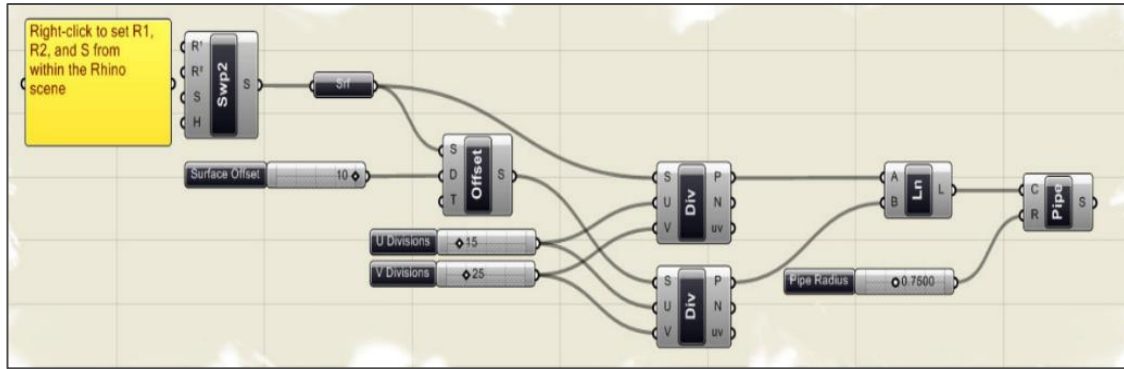 Right-click to set R1,
R2, and S from
within the Rhino
scene
R¹
R²
S
H
Swp2
S
Srf
Surface Offset 10
S
D
T
Offset
S
U Divisions 15
V Divisions 25
S
U
V
Div
P
N
uv
S
U
V
Div
P
N
uv
A
B
Ln
L
Pipe Radius 0.7500
C
R
Pipe
S